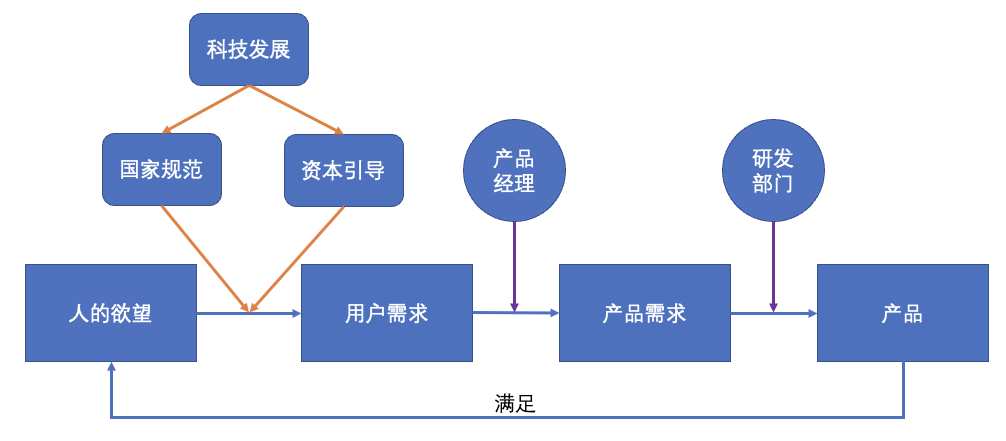 科技发展
国家规范
资本引导
产品
经理
研发
部门
人的欲望
用户需求
产品需求
产品
满足